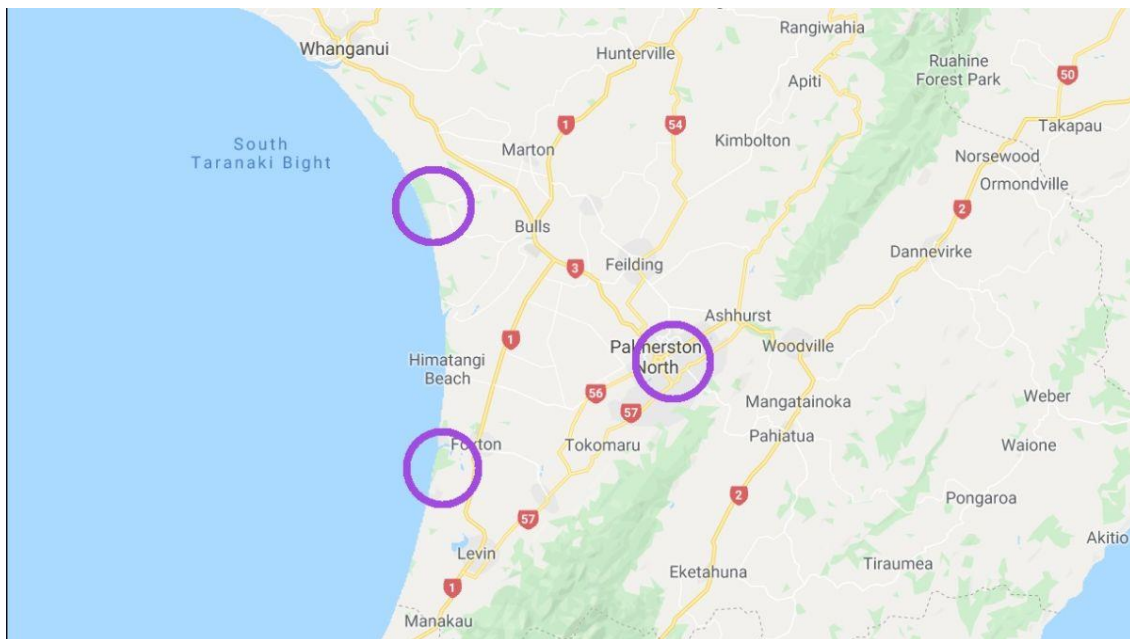 Rangiwahia
Whanganui
Hunterville
Ruahine
Forest Park
50
Apiti
1
54
Takapau
South
Taranaki Bight
Marton
Kimbolton
Norsewood
Ormondville
2
Bulls
Dannevirke
3
Feilding
Ashhurst
1
Palmerston
North
Woodville
Himatangi
Beach
56
57
Mangatainoka
Weber
Foxton
Tokomaru
Pahiatua
Waione
2
Pongaroa
57
Levin
Akitio
Tiraumea
Eketahuna
1
Manakau